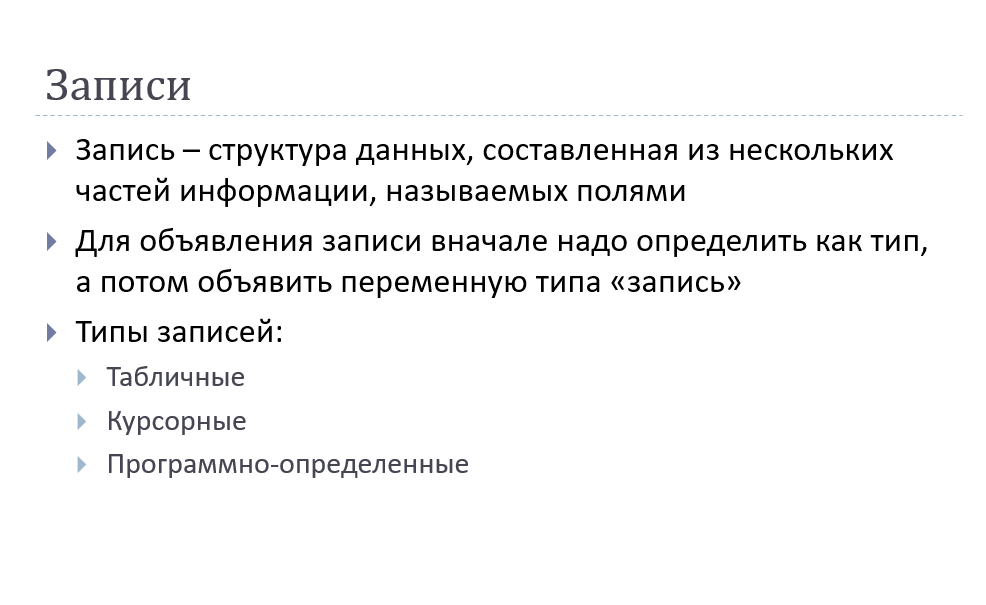 Записи
Запись – структура данных, составленная из нескольких
частей информации, называемых полями
Для объявления записи вначале надо определить как тип,
а потом объявить переменную типа «запись»
Типы записей:
Табличные
Курсорные
Программно-определенные